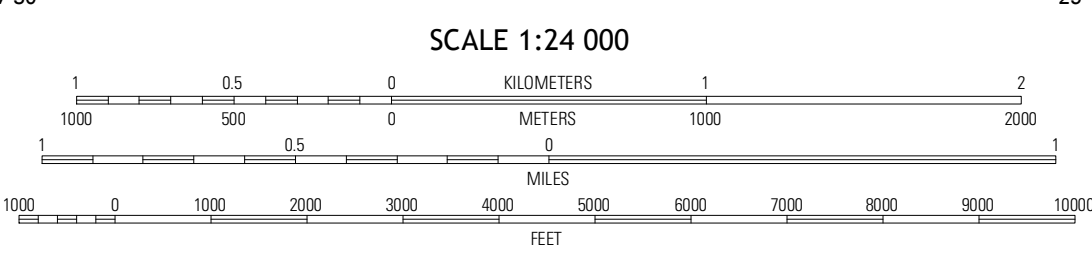 SCALE 1:24 000
1 0.5 0 KILOMETERS 1 2
1000 500 0 METERS 1000 2000
1 0.5 0 1
MILES
1000 0 1000 2000 3000 4000 5000 6000 7000 8000 9000 10000
FEET